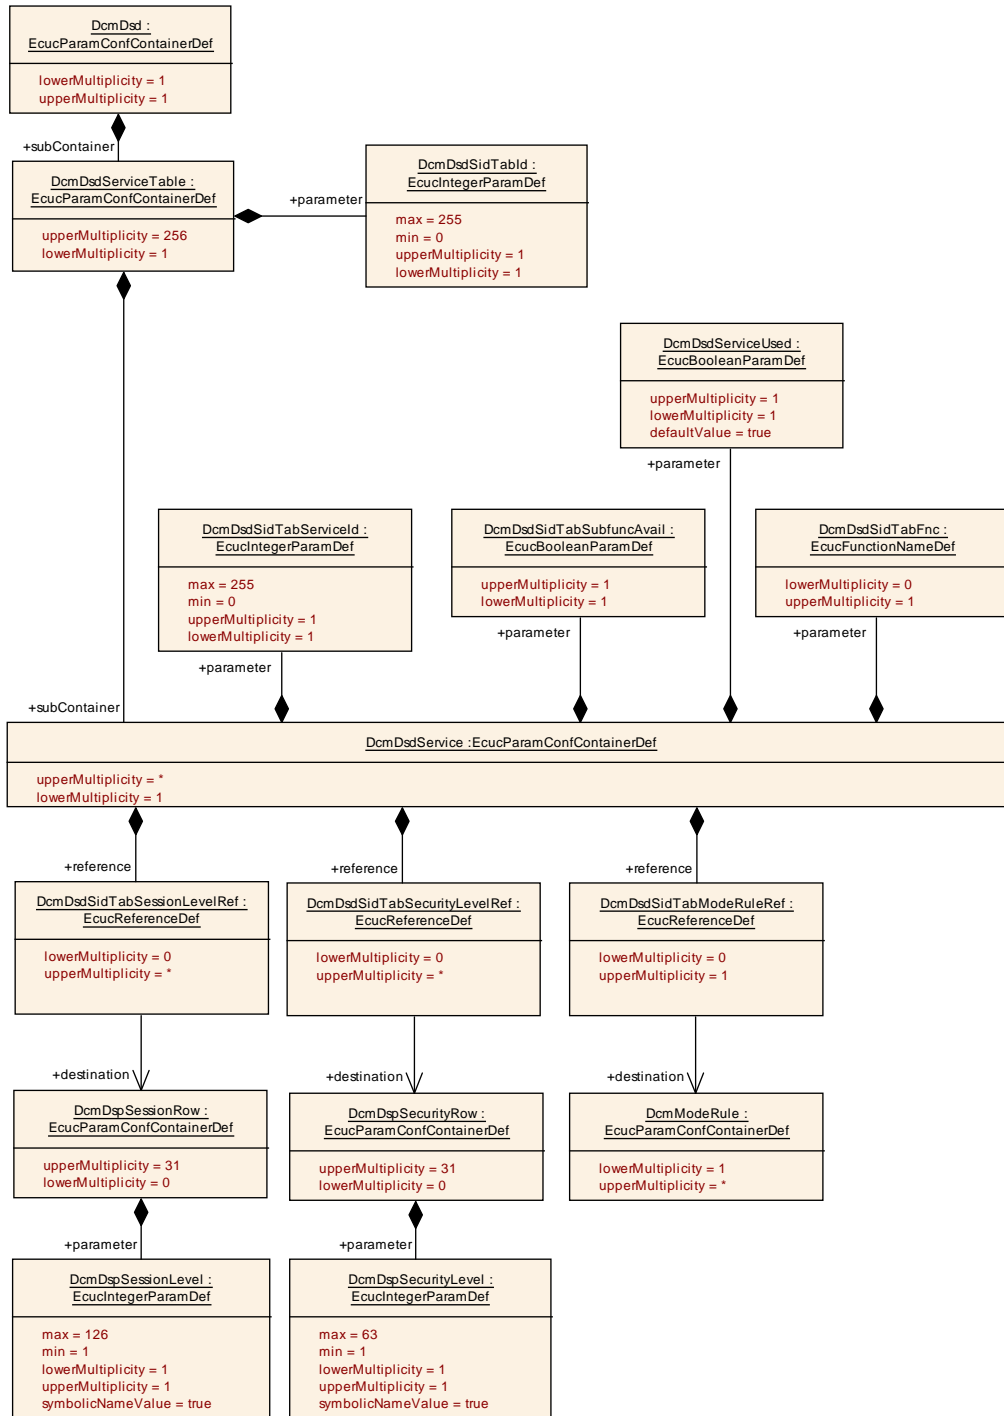 DcmDsd :
EcucParamConfContainerDef
lowerMultiplicity = 1
upperMultiplicity = 1
+subContainer
DcmDsdServiceTable :
EcucParamConfContainerDef
upperMultiplicity = 256
lowerMultiplicity = 1
+parameter
DcmDsdSidTabId :
EcucIntegerParamDef
max = 255
min = 0
upperMultiplicity = 1
lowerMultiplicity = 1
DcmDsdServiceUsed :
EcucBooleanParamDef
upperMultiplicity = 1
lowerMultiplicity = 1
defaultValue = true
+parameter
DcmDsdSidTabServiceId :
EcucIntegerParamDef
max = 255
min = 0
upperMultiplicity = 1
lowerMultiplicity = 1
+parameter
DcmDsdSidTabSubfuncAvail :
EcucBooleanParamDef
upperMultiplicity = 1
lowerMultiplicity = 1
+parameter
DcmDsdSidTabFnc :
EcucFunctionNameDef
lowerMultiplicity = 0
upperMultiplicity = 1
+parameter
+subContainer
DcmDsdService :EcucParamConfContainerDef
upperMultiplicity = *
lowerMultiplicity = 1
+reference
DcmDsdSidTabSessionLevelRef :
EcucReferenceDef
lowerMultiplicity = 0
upperMultiplicity = *
+destination
+reference
DcmDsdSidTabSecurityLevelRef :
EcucReferenceDef
lowerMultiplicity = 0
upperMultiplicity = *
+destination
+reference
DcmDsdSidTabModeRuleRef :
EcucReferenceDef
lowerMultiplicity = 0
upperMultiplicity = 1
+destination
DcmDspSessionRow :
EcucParamConfContainerDef
upperMultiplicity = 31
lowerMultiplicity = 0
+parameter
DcmDspSecurityRow :
EcucParamConfContainerDef
upperMultiplicity = 31
lowerMultiplicity = 0
+parameter
DcmModeRule :
EcucParamConfContainerDef
lowerMultiplicity = 1
upperMultiplicity = *
DcmDspSessionLevel :
EcucIntegerParamDef
max = 126
min = 1
lowerMultiplicity = 1
upperMultiplicity = 1
symbolicNameValue = true
DcmDspSecurityLevel :
EcucIntegerParamDef
max = 63
min = 1
lowerMultiplicity = 1
upperMultiplicity = 1
symbolicNameValue = true